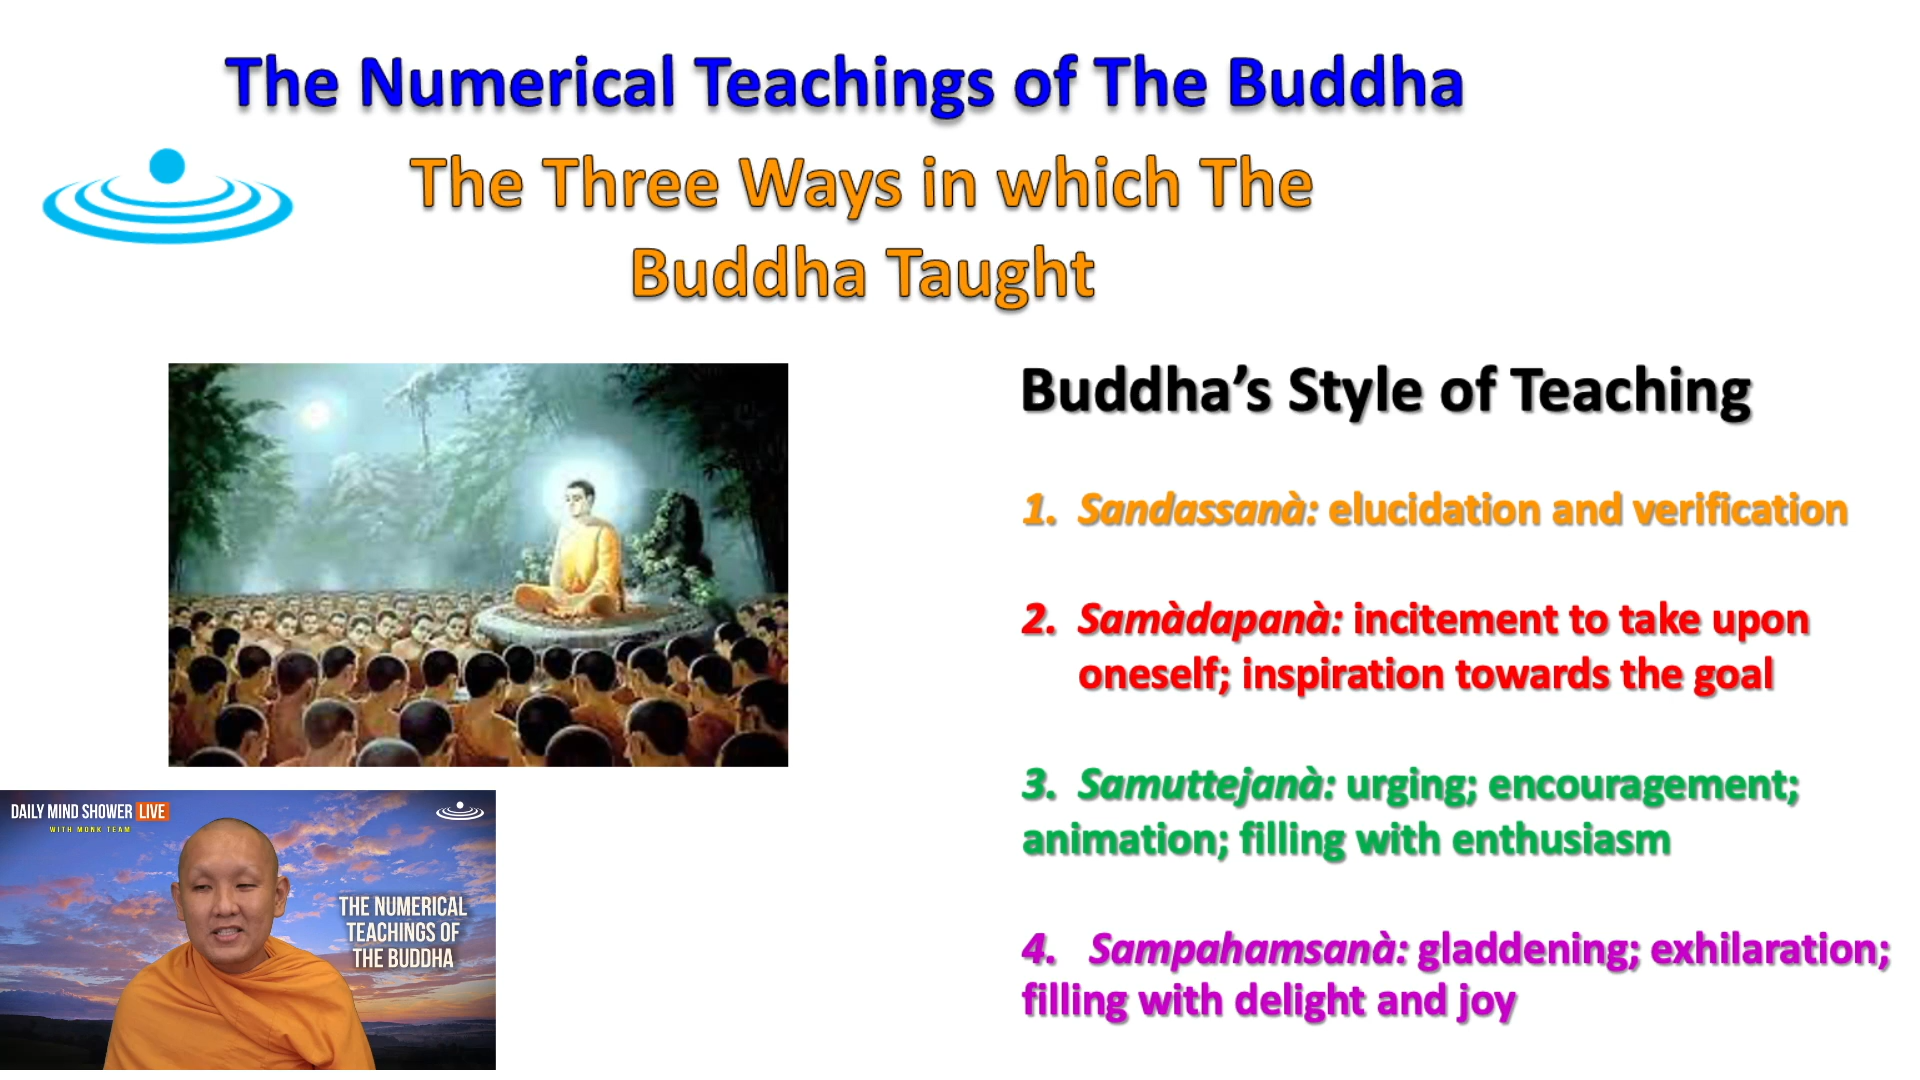 The Numerical Teachings of The Buddha
The Three Ways in which The
Buddha Taught
Buddha’s Style of Teaching
1. Sandassanà: elucidation and verification
2. Samàdapanà: incitement to take upon
oneself; inspiration towards the goal
3. Samuttejanà: urging; encouragement;
animation; filling with enthusiasm
4. Sampahamsanà: gladdening; exhilaration;
filling with delight and joy
DAILY MIND SHOWER LIVE
WITH MONK TEAM
THE NUMERICAL
TEACHINGS OF
THE BUDDHA